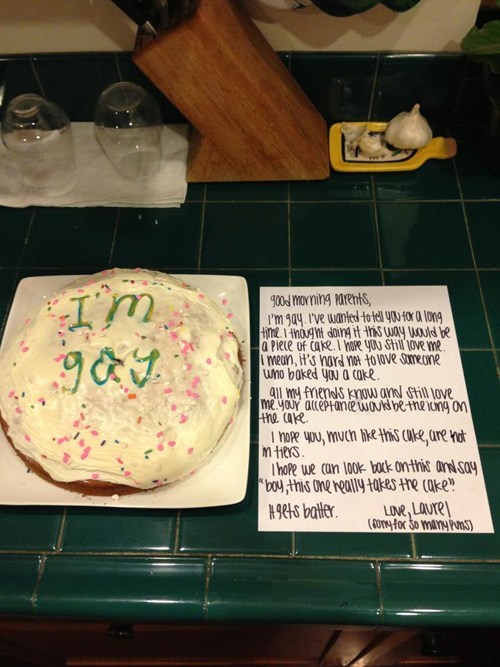 I'm
gay
good morning parents,
I'm gay. I've wanted to tell you for a long
time. I thought doing it this way would be
a piece of cake. I hope you still love me.
I mean, it's hard not to love someone
who baked you a cake.
all my friends know and still love
me. your acceptance would be the icing on
the cake.
I hope you, much like this cake, are not
in tiers.
I hope we can look back on this and say
"boy, this one really takes the cake".
It gets batter.
Love, Laurel
(sorry for so many puns)